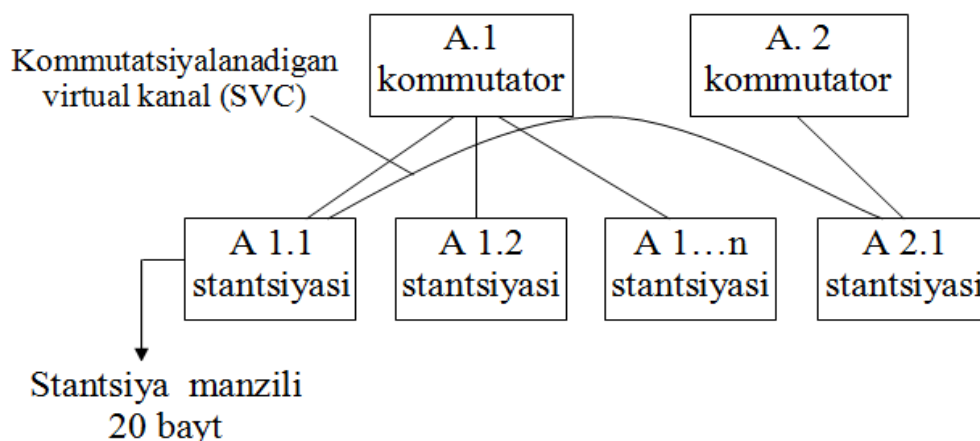 A.1
kommutator
A. 2
kommutator
Kommutatsiyalanadigan
virtual kanal (SVC)
A 1.1
stantsiyasi
A 1.2
stantsiyasi
A 1…n
stantsiyasi
A 2.1
stantsiyasi
Stantsiya manzili
20 bayt